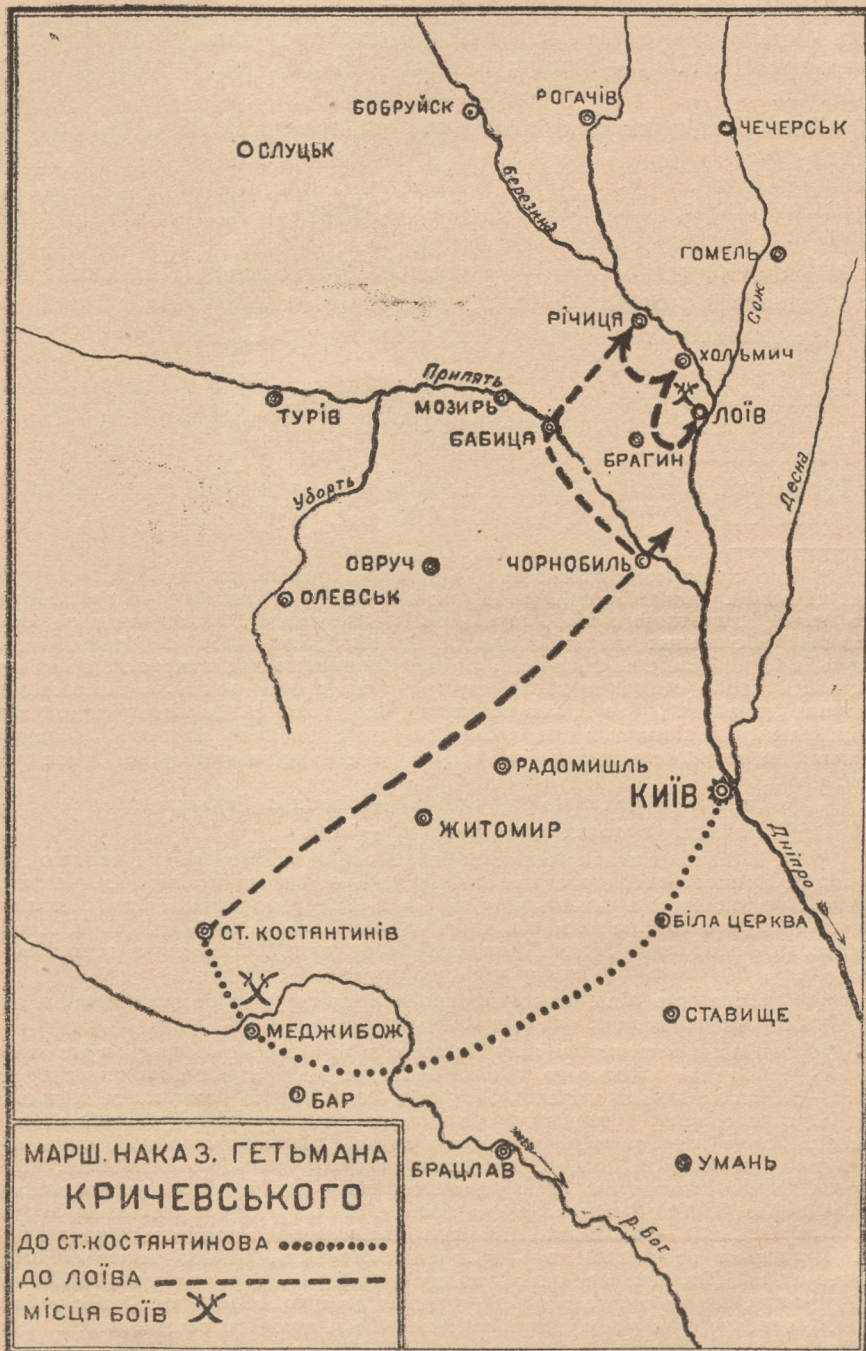 БОБРУЙСК
РОГАЧІВ
ЧЕЧЕРСЬК
СЛУЦЬК
Березина
ГОМЕЛЬ
Сож
РІЧИЦЯ
ХОЛЬМИЧ
Припять
ТУРІВ
МОЗИРЬ
ЛОЇВ
БАБИЦЯ
БРАГИН
Десна
Уборть
ОВРУЧ
ЧОРНОБИЛЬ
ОЛЕВСЬК
РАДОМИШЛЬ
КИЇВ
ЖИТОМИР
Дніпро
БІЛА ЦЕРКВА
СТ. КОСТЯНТИНІВ
СТАВИЩЕ
МЕДЖИБОЖ
БАР
БРАЦЛАВ
УМАНЬ
р. Бог
МАРШ. НАКАЗ. ГЕТЬМАНА
КРИЧЕВСЬКОГО
ДО СТ. КОСТЯНТИНОВА
ДО ЛОЇВА
МІСЦЯ БОЇВ